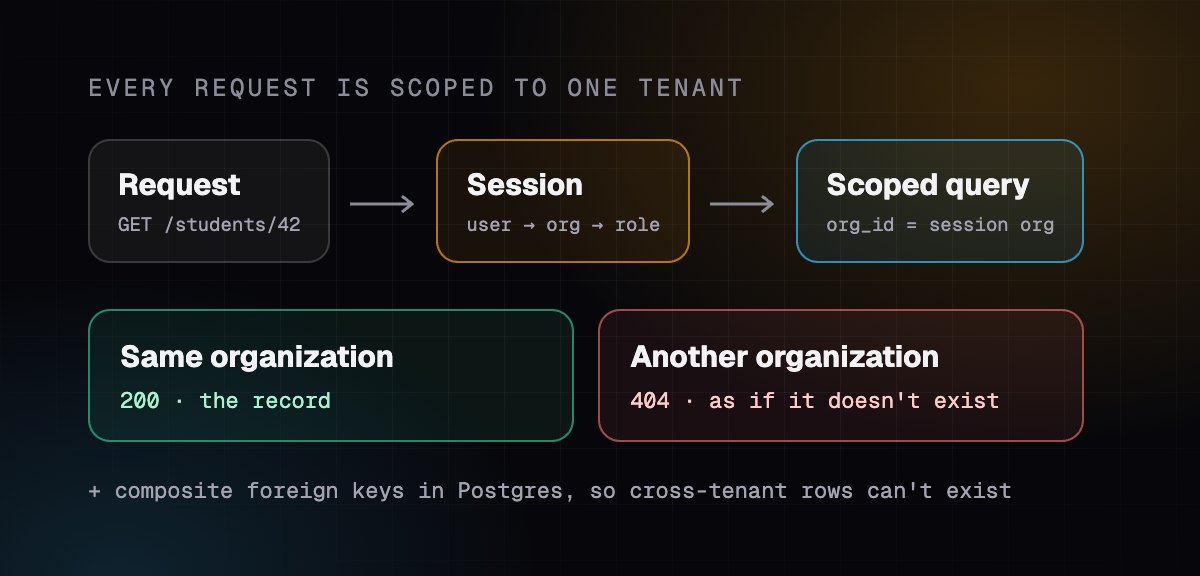 EVERY REQUEST IS SCOPED TO ONE TENANT
Request
GET /students/42
Session
user → org → role
Scoped query
org_id = session org
Same organization
200 · the record
Another organization
404 · as if it doesn't exist
+ composite foreign keys in Postgres, so cross-tenant rows can't exist